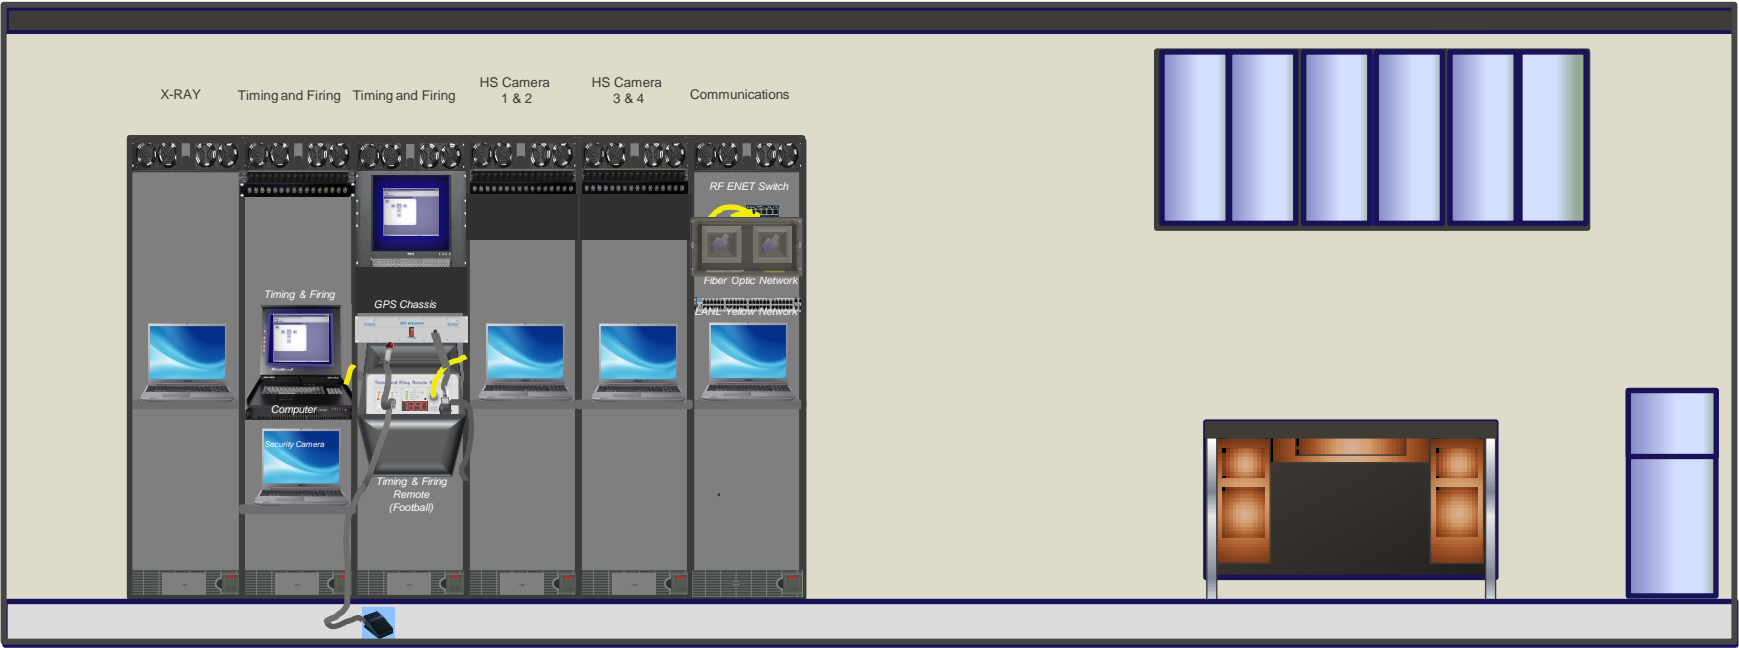 X-RAY
Timing and Firing
Timing and Firing
HS Camera
1 & 2
HS Camera
3 & 4
Communications
RF ENET Switch
Fiber Optic Network
LANL Yellow Network
Timing & Firing
GPS Chassis
Computer
Security Camera
Timing & Firing
Remote
(Football)